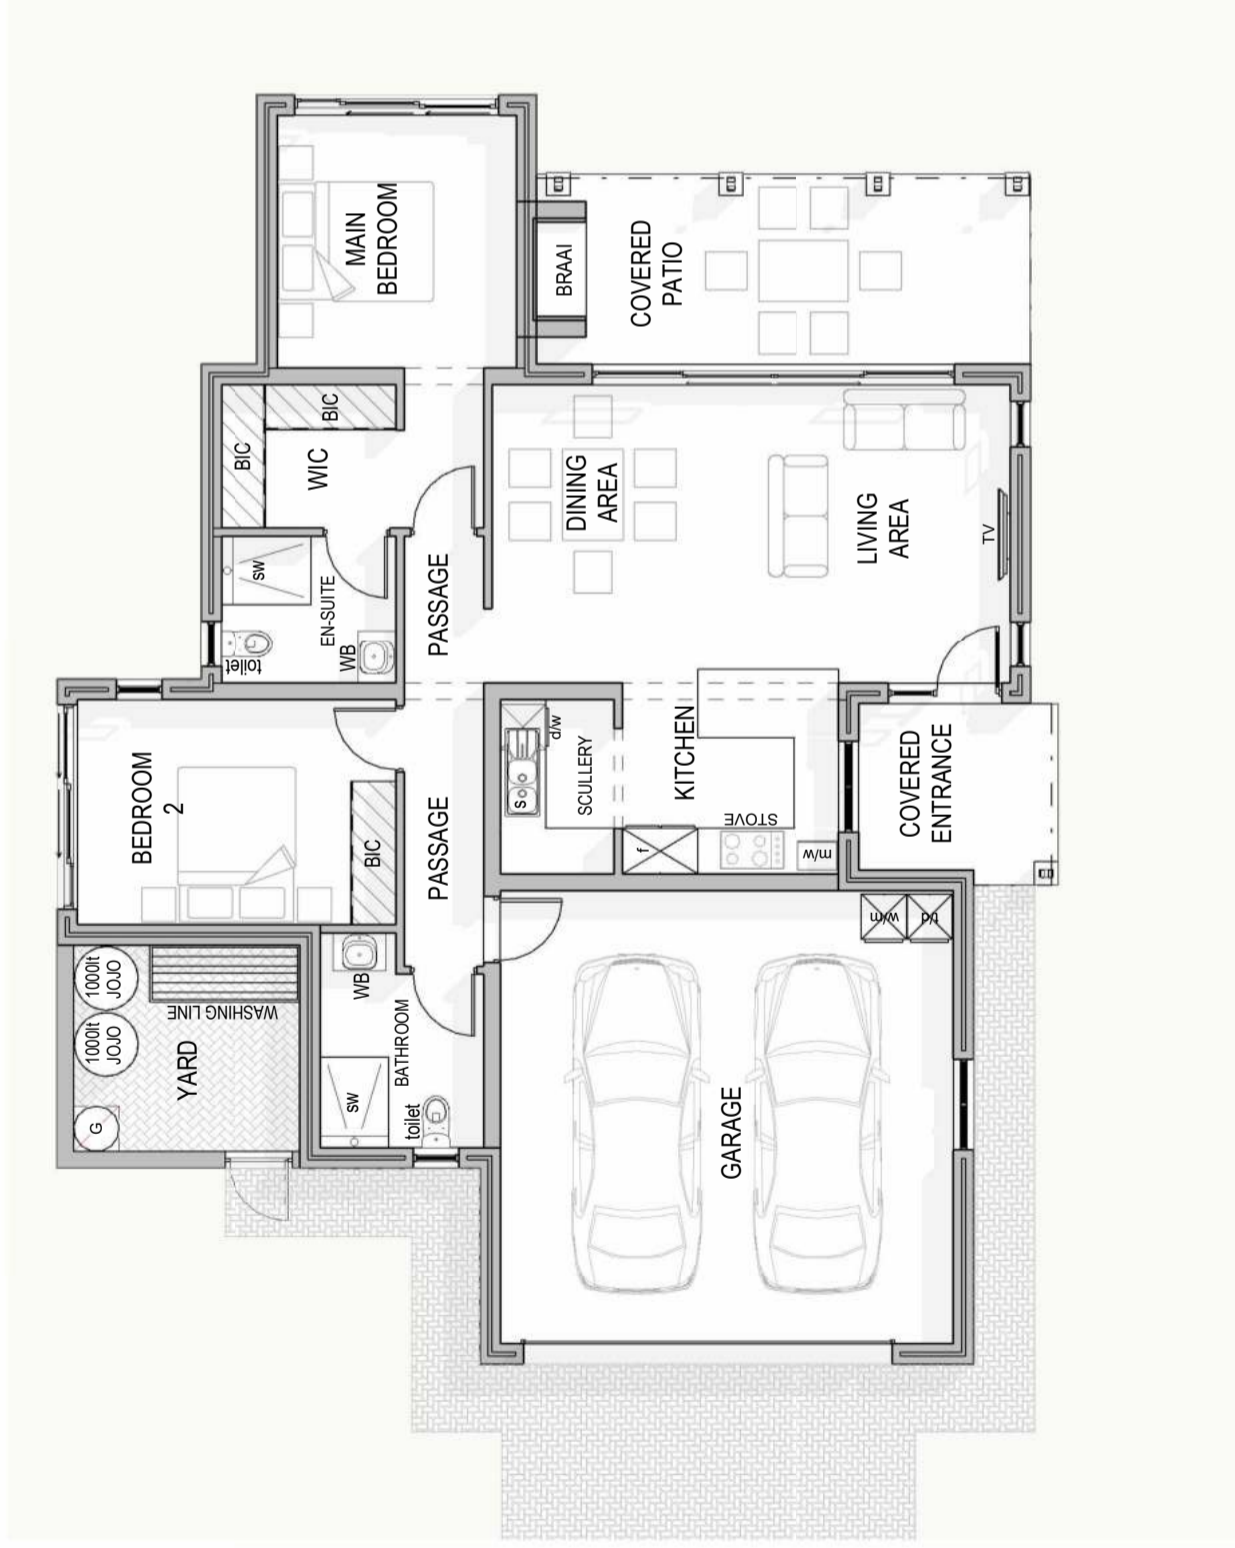 MAIN
BEDROOM
BRAAI
COVERED
PATIO
BIC
BIC
WIC
DINING
AREA
LIVING
AREA
TV
SW
EN-SUITE
toilet
WB
PASSAGE
BEDROOM
2
BIC
PASSAGE
d/w
S
SCULLERY
KITCHEN
STOVE
f
m/w
COVERED
ENTRANCE
w/m
t/d
1000lt
JOJO
1000lt
JOJO
WASHING LINE
YARD
G
WB
BATHROOM
SW
toilet
GARAGE